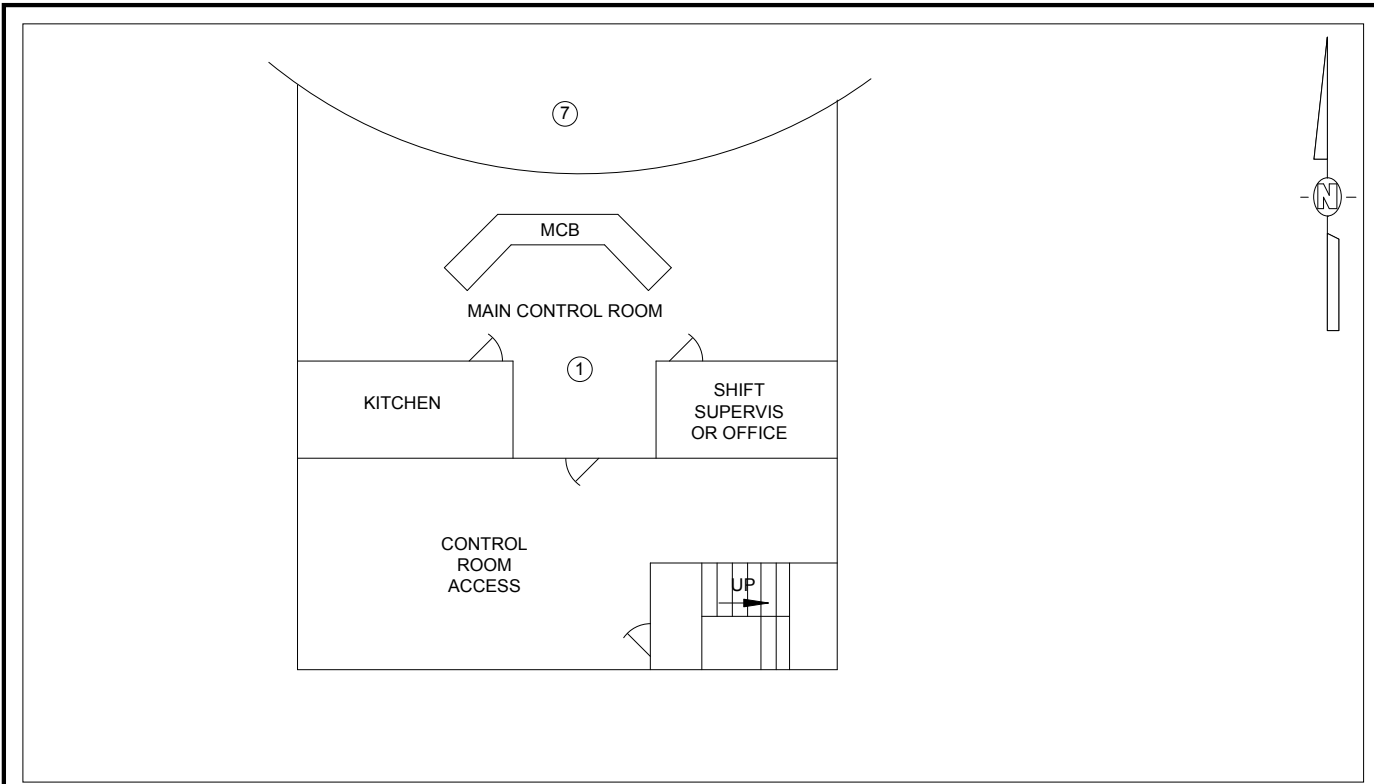 7
MCB
MAIN CONTROL ROOM
1
KITCHEN
SHIFT
SUPERVIS
OR OFFICE
CONTROL
ROOM
ACCESS
UP
N